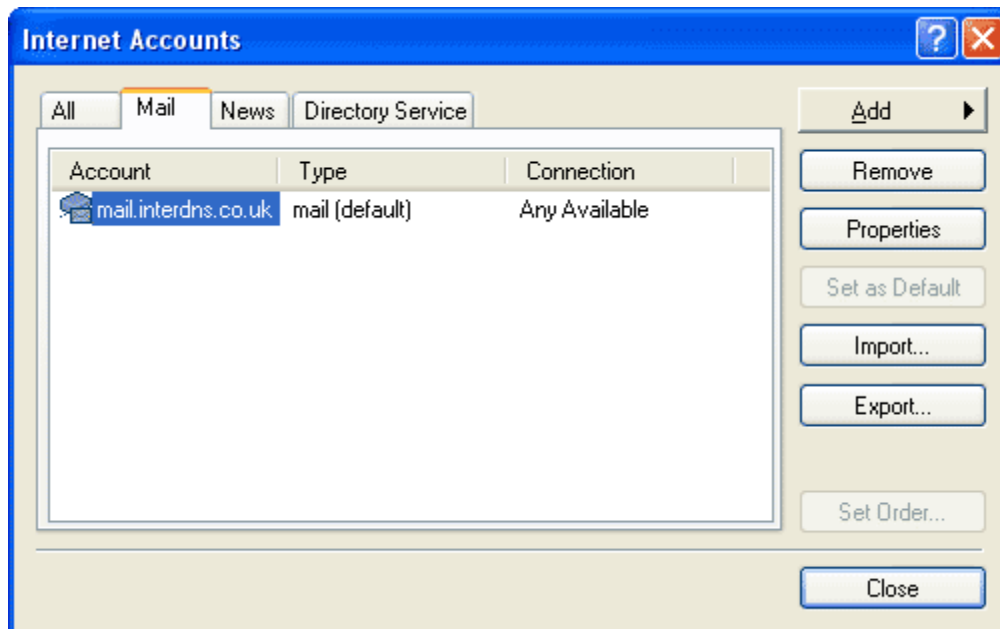 Internet Accounts
?
All Mail News Directory Service
Add
Account Type Connection
Remove
mail.interdns.co.uk mail (default) Any Available
Properties
Set as Default
Import...
Export...
Set Order...
Close